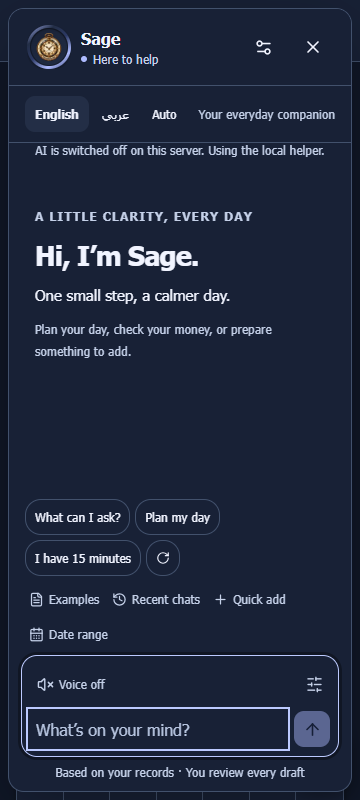 Sage
Here to help
English عربي Auto Your everyday companion
AI is switched off on this server. Using the local helper.
A LITTLE CLARITY, EVERY DAY
Hi, I’m Sage.
One small step, a calmer day.
Plan your day, check your money, or prepare
something to add.
What can I ask? Plan my day
I have 15 minutes
Examples Recent chats Quick add
Date range
Voice off
What’s on your mind?
Based on your records · You review every draft